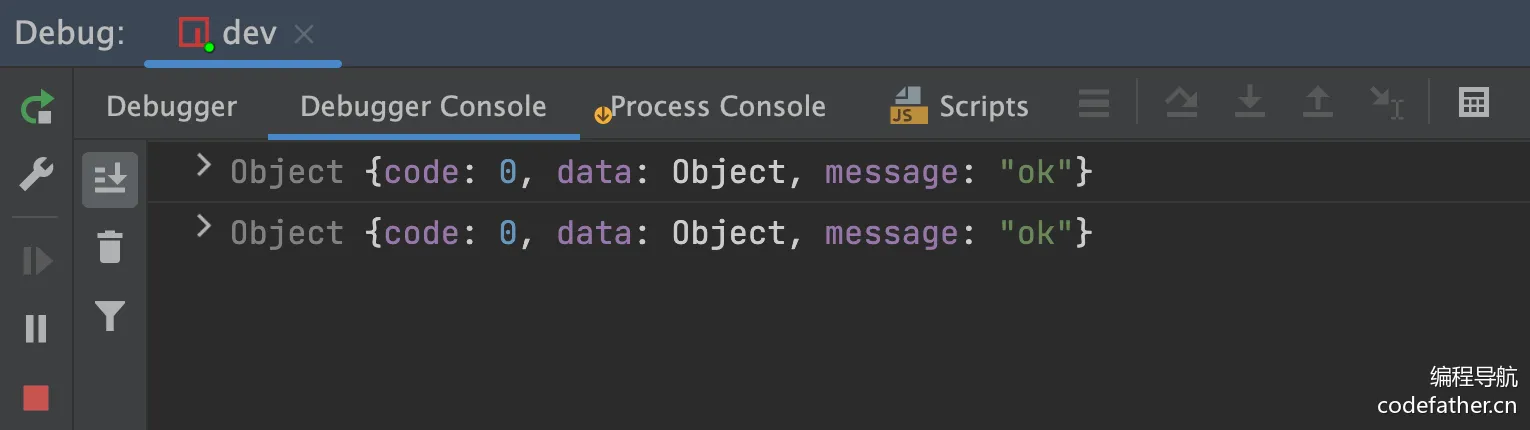 Debug: dev
Debugger Debugger Console Process Console JS Scripts
Object {code: 0, data: Object, message: "ok"}
Object {code: 0, data: Object, message: "ok"}
编程导航
codefather.cn